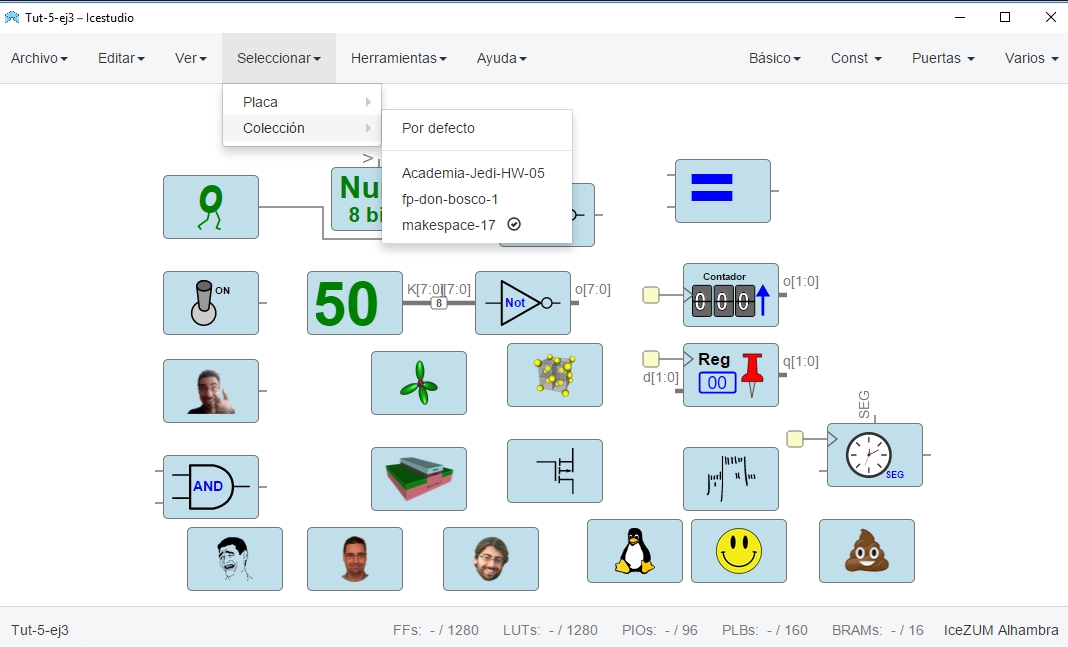 Tut-5-ej3 – Icestudio
Archivo Editar Ver Seleccionar Herramientas Ayuda Básico Const Puertas Varios
Placa
Colección
Por defecto
Academia-Jedi-HW-05
fp-don-bosco-1
makespace-17
0
>
Nu
8 bi
ON
50
K[7:0]
[7:0]
8
Not
o[7:0]
Contador
000
o[1:0]
Reg
00
d[1:0]
q[1:0]
AND
SEG
SEG
Tut-5-ej3 FFs: - / 1280 LUTs: - / 1280 PIOs: - / 96 PLBs: - / 160 BRAMs: - / 16 IceZUM Alhambra